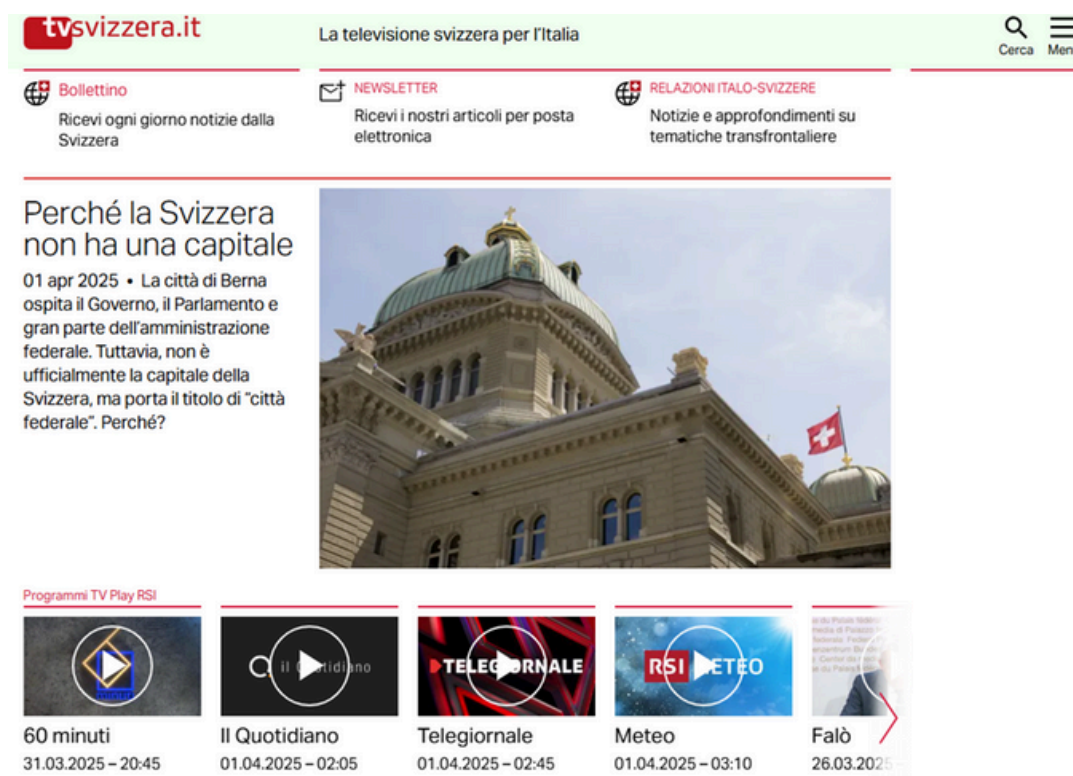 tvsvizzera.it
La televisione svizzera per l'Italia
Cerca
Bollettino
Ricevi ogni giorno notizie dalla
Svizzera
NEWSLETTER
Ricevi i nostri articoli per posta
elettronica
RELAZIONI ITALO-SVIZZERE
Notizie e approfondimenti su
tematiche transfrontaliere
Perché la Svizzera
non ha una capitale
01 apr 2025 • La città di Berna
ospita il Governo, il Parlamento e
gran parte dell'amministrazione
federale. Tuttavia, non è
ufficialmente la capitale della
Svizzera, ma porta il titolo di "città
federale". Perché?
Programmi TV Play RSI
il
TELEGIORNALE
RSI METEO
60 minuti
31.03.2025 – 20:45
Il Quotidiano
01.04.2025 – 02:05
Telegiornale
01.04.2025 – 02:45
Meteo
01.04.2025 – 03:10
Falò
26.03.2025